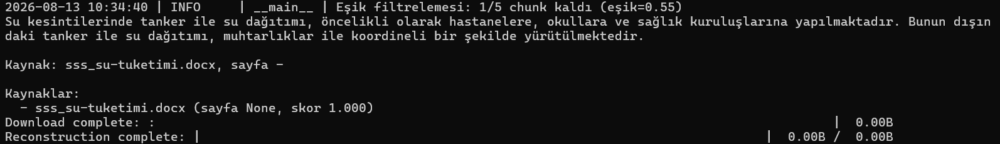 2026-08-13 10:34:40 | INFO     | __main__ | Eşik filtrelemesi: 1/5 chunk kaldı (eşik=0.55)
Su kesintilerinde tanker ile su dağıtımı, öncelikli olarak hastanelere, okullara ve sağlık kuruluşlarına yapılmaktadır. Bunun dışın
daki tanker ile su dağıtımı, muhtarlıklar ile koordineli bir şekilde yürütülmektedir.
Kaynak: sss_su-tuketimi.docx, sayfa -
Kaynaklar:
  - sss_su-tuketimi.docx (sayfa None, skor 1.000)
Download complete: : | 0.00B
Reconstruction complete: | | 0.00B / 0.00B